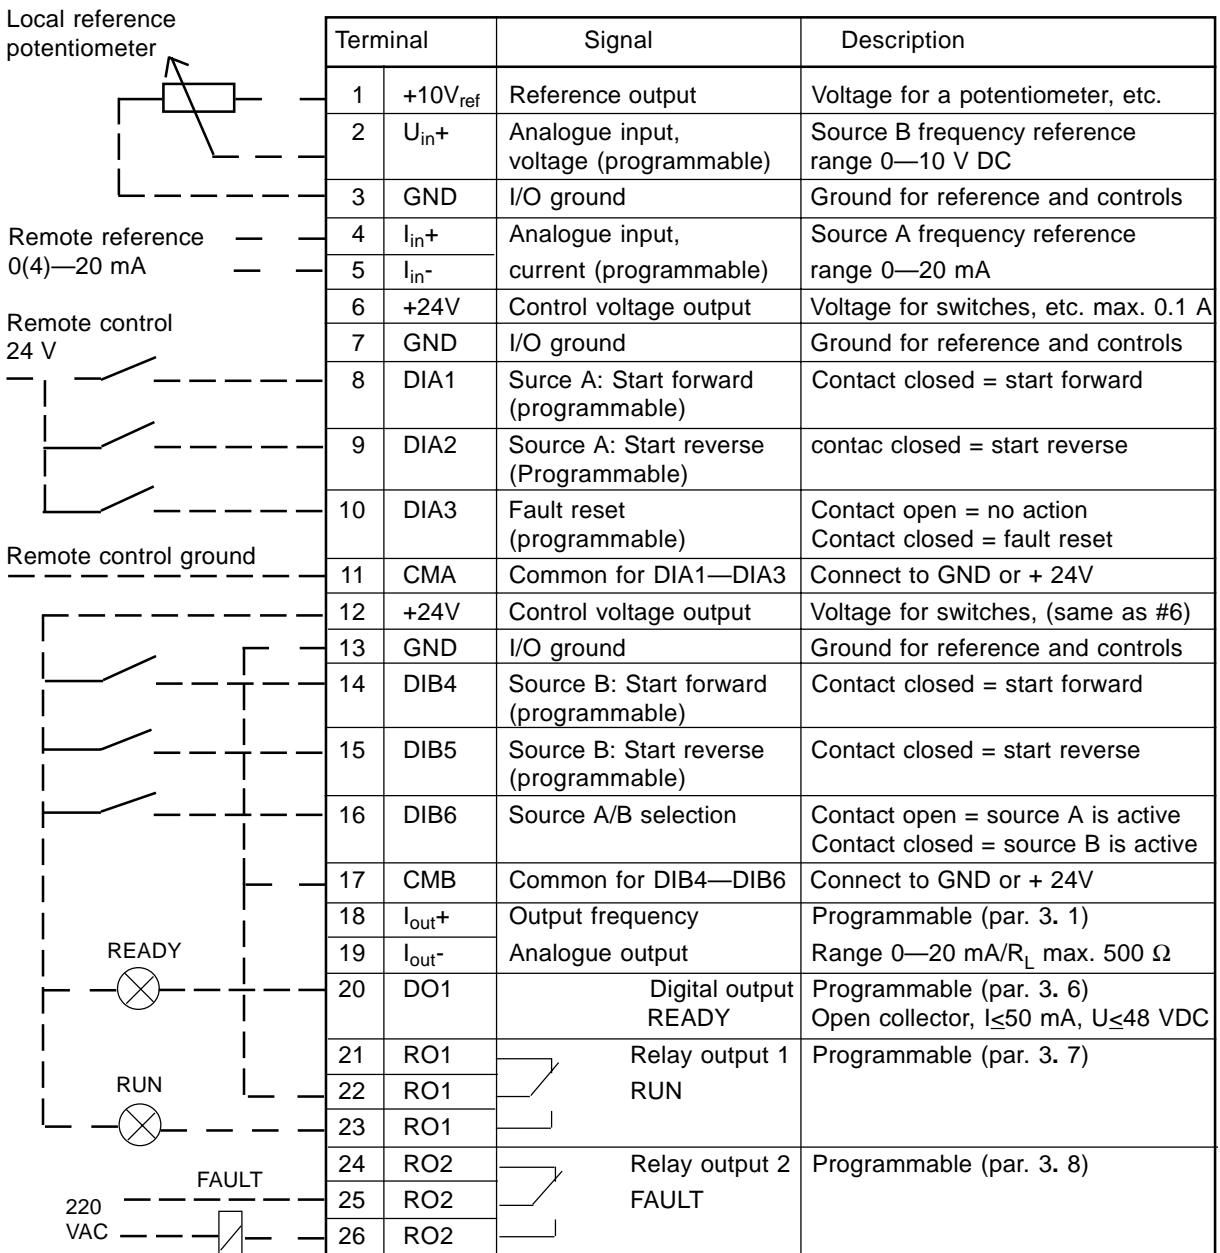 Local reference
potentiometer
Terminal Signal Description
1 +10Vref Reference output Voltage for a potentiometer, etc.
2 Uin+ Analogue input, Source B frequency reference
voltage (programmable) range 0—10 V DC
3 GND I/O ground Ground for reference and controls
Remote reference
0(4)—20 mA
4 Iin+ Analogue input, Source A frequency reference
5 Iin- current (programmable) range 0—20 mA
6 +24V Control voltage output Voltage for switches, etc. max. 0.1 A
Remote control
24 V
7 GND I/O ground Ground for reference and controls
8 DIA1 Surce A: Start forward Contact closed = start forward
(programmable)
9 DIA2 Source A: Start reverse contac closed = start reverse
(Programmable)
10 DIA3 Fault reset Contact open = no action
(programmable) Contact closed = fault reset
Remote control ground
11 CMA Common for DIA1—DIA3 Connect to GND or + 24V
12 +24V Control voltage output Voltage for switches, (same as #6)
13 GND I/O ground Ground for reference and controls
14 DIB4 Source B: Start forward Contact closed = start forward
(programmable)
15 DIB5 Source B: Start reverse Contact closed = start reverse
(programmable)
16 DIB6 Source A/B selection Contact open = source A is active
Contact closed = source B is active
17 CMB Common for DIB4—DIB6 Connect to GND or + 24V
18 Iout+ Output frequency Programmable (par. 3. 1)
READY
19 Iout- Analogue output Range 0—20 mA/RL max. 500 Ω
20 DO1 Digital output Programmable (par. 3. 6)
READY Open collector, I≤50 mA, U≤48 VDC
21 RO1 Relay output 1 Programmable (par. 3. 7)
RUN
22 RO1 RUN
23 RO1
24 RO2 Relay output 2 Programmable (par. 3. 8)
FAULT
25 RO2 FAULT
220
VAC
26 RO2